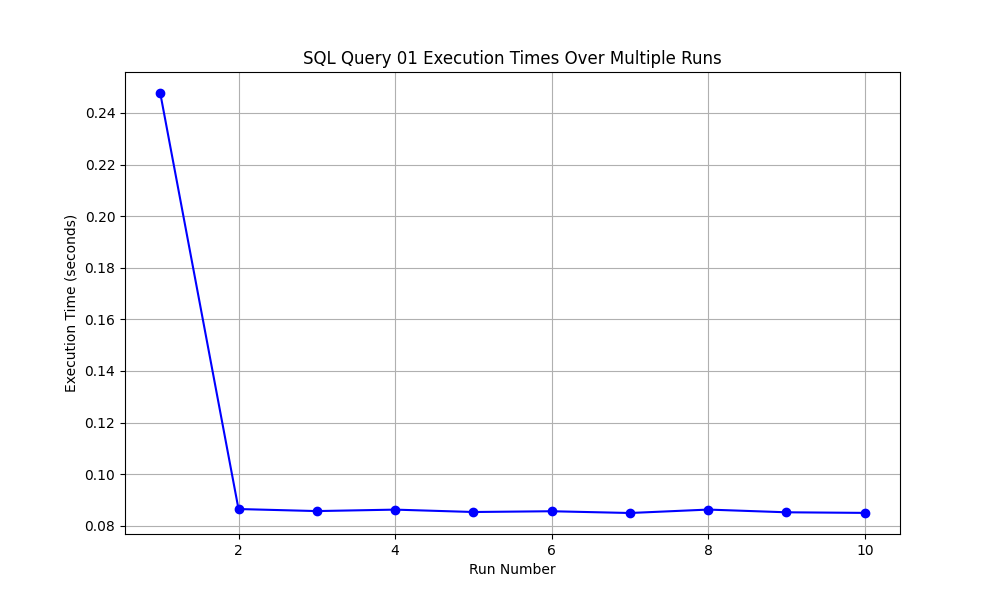 SQL Query 01 Execution Times Over Multiple Runs
Execution Time (seconds)
0.24
0.22
0.20
0.18
0.16
0.14
0.12
0.10
0.08
2 4 6 8 10
Run Number